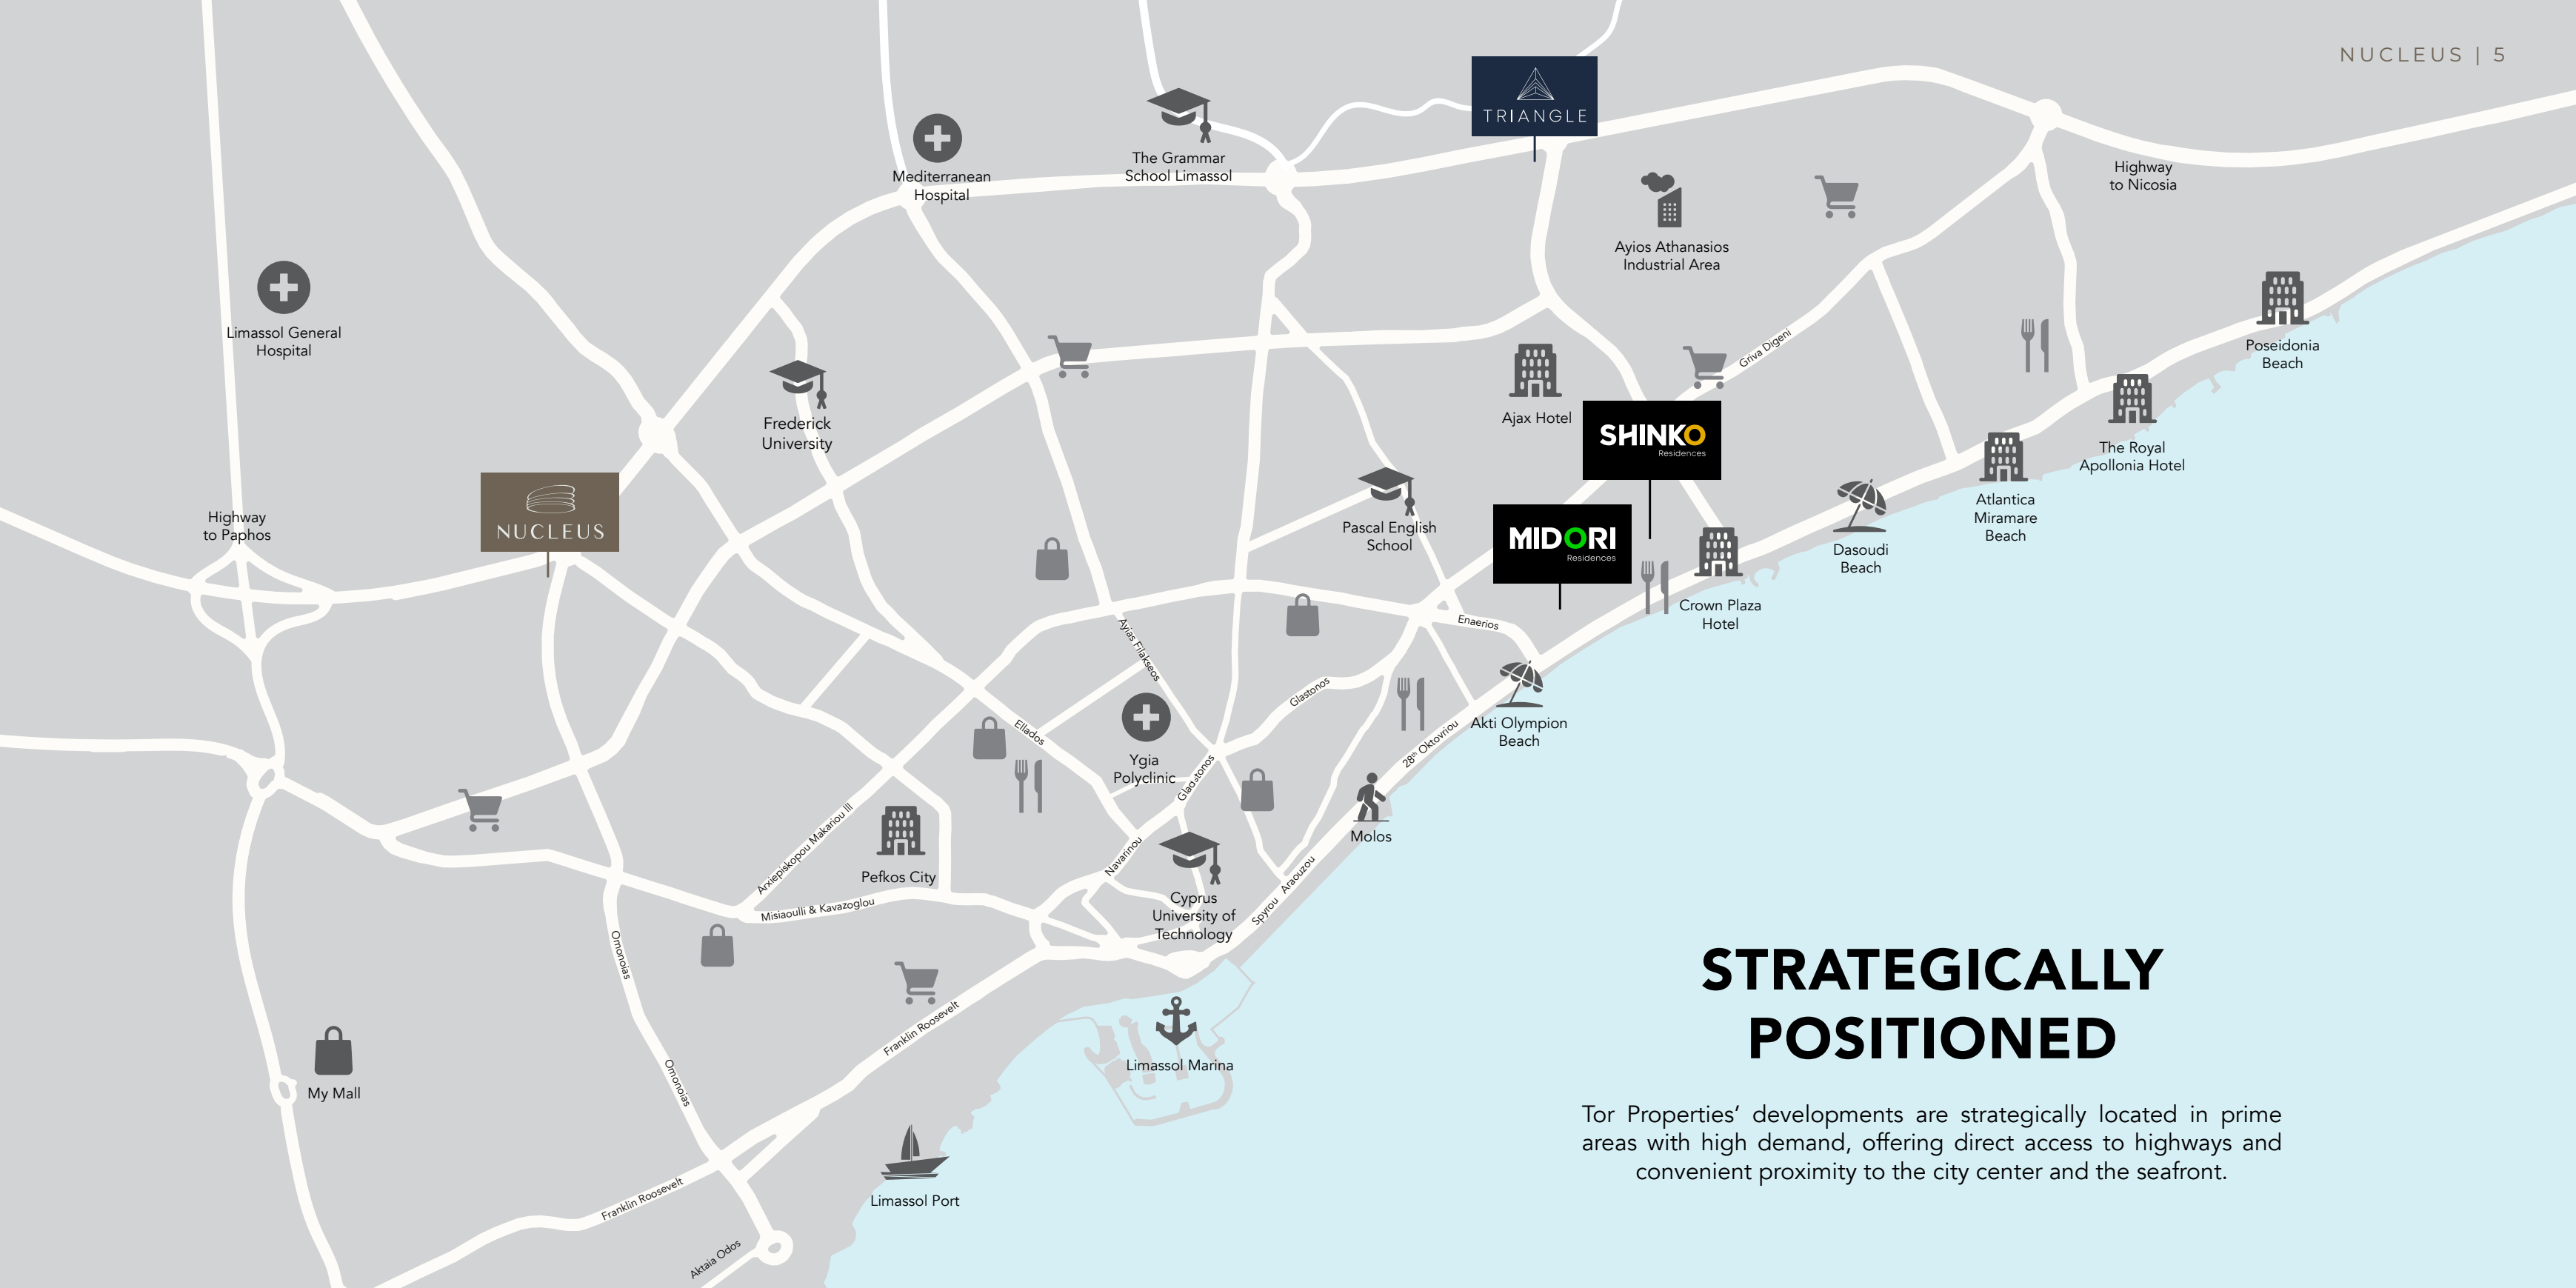 NUCLEUS | 5
TRIANGLE
The Grammar
School Limassol
Mediterranean
Hospital
Highway
to Nicosia
Ayios Athanasios
Industrial Area
Limassol General
Hospital
Griva Digeni
Poseidonia
Beach
Frederick
University
Ajax Hotel
SHINKO
Residences
The Royal
Apollonia Hotel
Highway
to Paphos
NUCLEUS
Pascal English
School
MIDORI
Residences
Atlantica
Miramare
Beach
Dasoudi
Beach
Crown Plaza
Hotel
Enaerios
Ayias Filakseos
Glastonos
Ellados
28th Oktovriou
Akti Olympion
Beach
Ygia
Polyclinic
Gladstonos
Arxiepiskopou Makariou lll
Molos
Navarinou
Pefkos City
Misiaoulli & Kavazoglou
Cyprus
University of
Technology
Spyrou Araouzou
Omonoias
Franklin Roosevelt
Limassol Marina
My Mall
Omonoias
Limassol Port
Franklin Roosevelt
Aktaia Odos
STRATEGICALLY
POSITIONED
Tor Properties’ developments are strategically located in prime
areas with high demand, offering direct access to highways and
convenient proximity to the city center and the seafront.